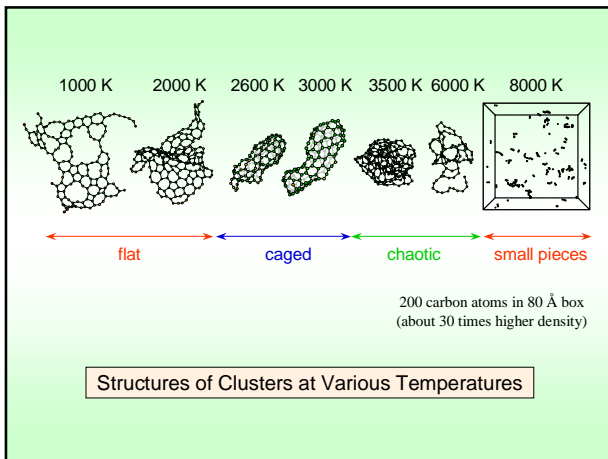 1000 K 2000 K 2600 K 3000 K 3500 K 6000 K 8000 K
flat caged chaotic small pieces
200 carbon atoms in 80 Å box
(about 30 times higher density)
Structures of Clusters at Various Temperatures